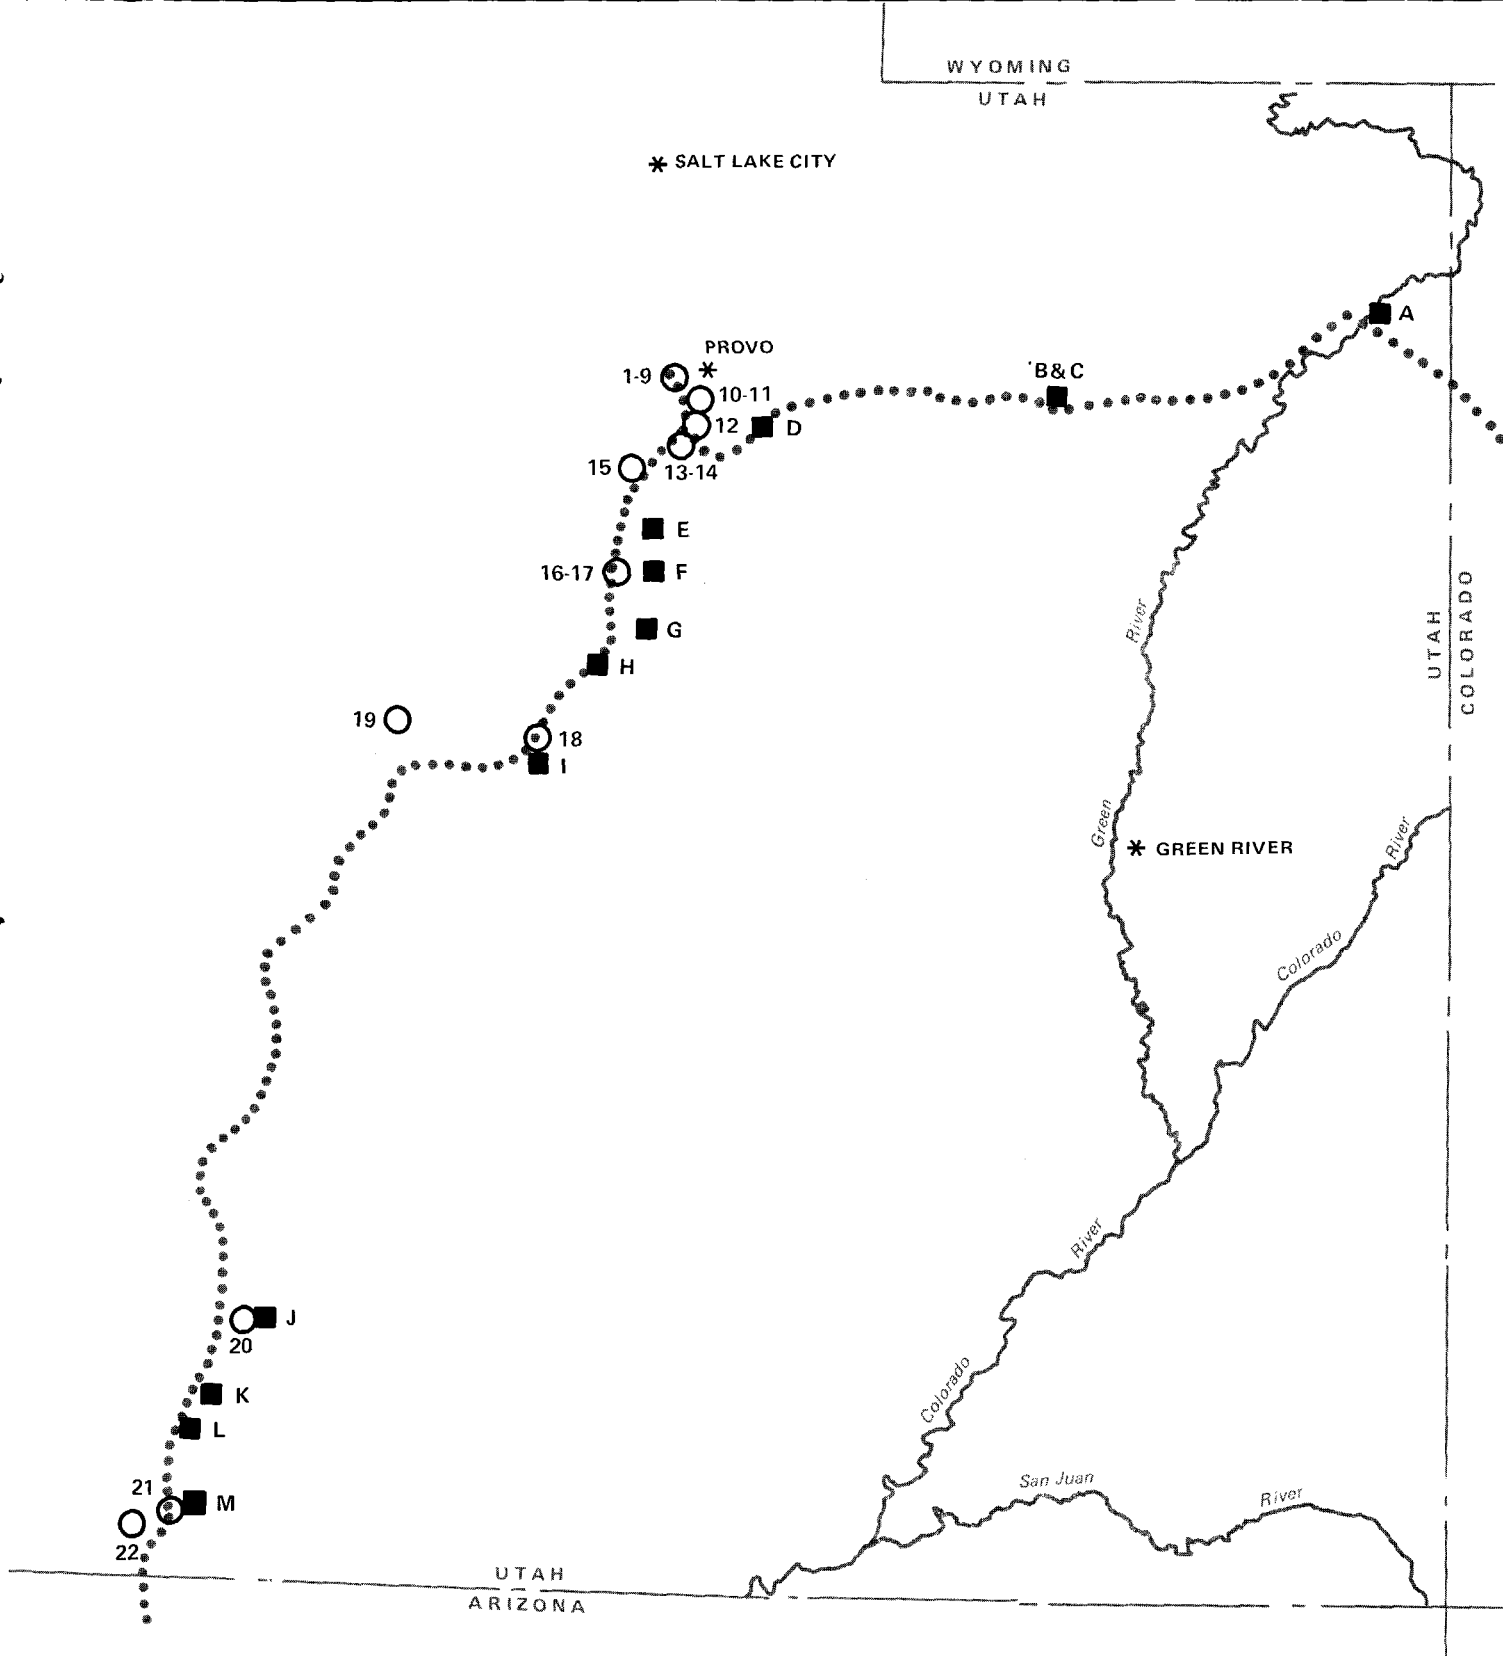 WYOMING
UTAH
SALT LAKE CITY
A
PROVO
1-9
B & C
10-11
12
D
15
13-14
E
16-17
F
River
UTAH
COLORADO
G
H
19
18
I
Green
River
GREEN RIVER
Colorado
River
J
20
Colorado
K
L
San Juan
21
M
River
22
UTAH
ARIZONA